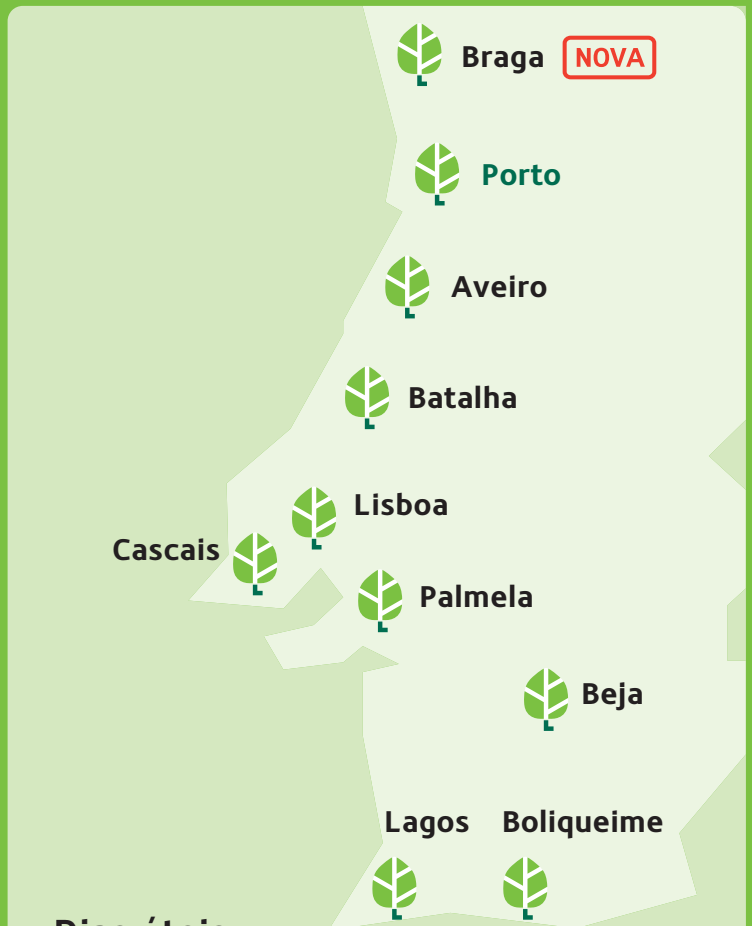 Braga NOVA
Porto
Aveiro
Batalha
Lisboa
Cascais
Palmela
Beja
Lagos Boliqueime